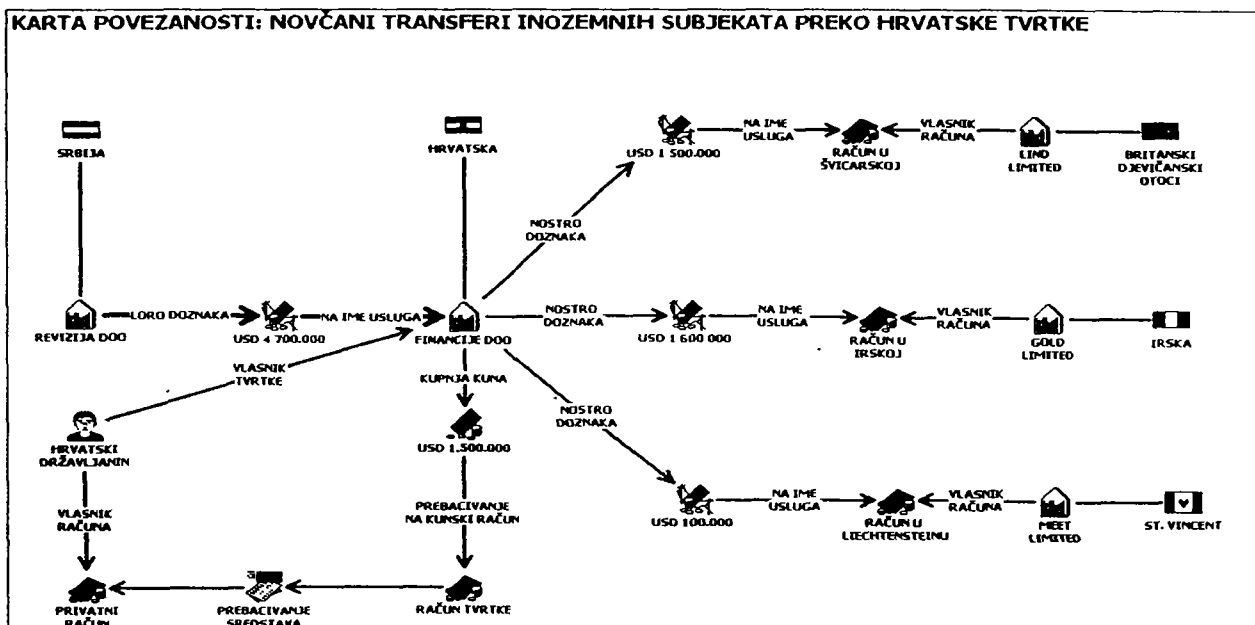 KARTA POVEZANOSTI: NOVČANI TRANSFERI INOZEMNIH SUBJEKATA PREKO HRVATSKE TVRTKE
SRBIJA
HRVATSKA
USD 1 500.000
NA IME
USLUGA
RAČUN U
ŠVICARSKOJ
VLASNIK
RAČUNA
LIND
LIMITED
BRITANSKI
DJEVIČANSKI
OTOCI
NOSTRO
DOZNAKA
REVIZIJA DOO
LORO DOZNAKA
USD 4 700.000
NA IME USLUGA
FINANCIJE DOO
NOSTRO
DOZNAKA
USD 1 600 000
NA IME
USLUGA
RAČUN U
IRSKOJ
VLASNIK
RAČUNA
GOLD
LIMITED
IRSKA
VLASNIK
TVRTKE
KUPNJA KUNA
NOSTRO
DOZNAKA
HRVATSKI
DRŽAVLJANIN
USD 1.500.000
VLASNIK
RAČUNA
PREBACIVANJE
NA KUNSKI RAČUN
USD 100.000
NA IME
USLUGA
RAČUN U
LIECHTENSTEINU
VLASNIK
RAČUNA
MEET
LIMITED
ST. VINCENT
PRIVATNI
RAČUN
PREBACIVANJE
SREDSTAVA
RAČUN TVRTKE